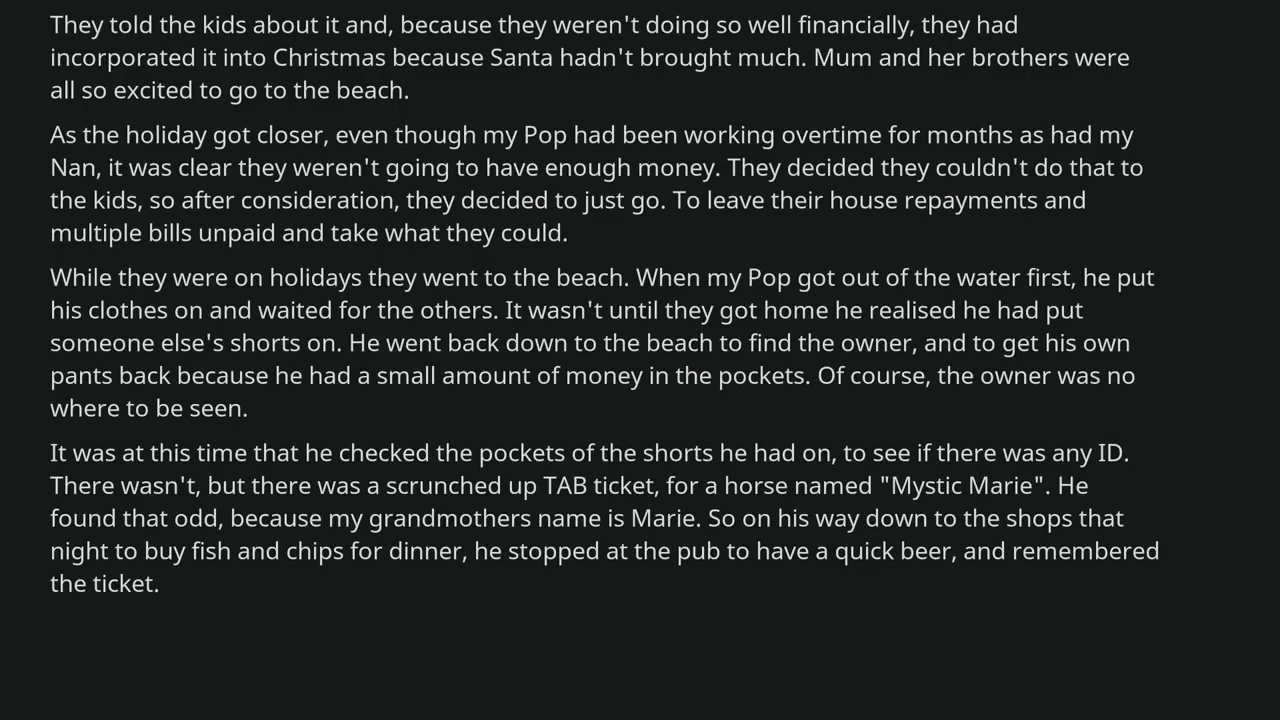 They told the kids about it and, because they weren't doing so well financially, they had
incorporated it into Christmas because Santa hadn't brought much. Mum and her brothers were
all so excited to go to the beach.
As the holiday got closer, even though my Pop had been working overtime for months as had my
Nan, it was clear they weren't going to have enough money. They decided they couldn't do that to
the kids, so after consideration, they decided to just go. To leave their house repayments and
multiple bills unpaid and take what they could.
While they were on holidays they went to the beach. When my Pop got out of the water first, he put
his clothes on and waited for the others. It wasn't until they got home he realised he had put
someone else's shorts on. He went back down to the beach to find the owner, and to get his own
pants back because he had a small amount of money in the pockets. Of course, the owner was no
where to be seen.
It was at this time that he checked the pockets of the shorts he had on, to see if there was any ID.
There wasn't, but there was a scrunched up TAB ticket, for a horse named "Mystic Marie". He
found that odd, because my grandmothers name is Marie. So on his way down to the shops that
night to buy fish and chips for dinner, he stopped at the pub to have a quick beer, and remembered
the ticket.